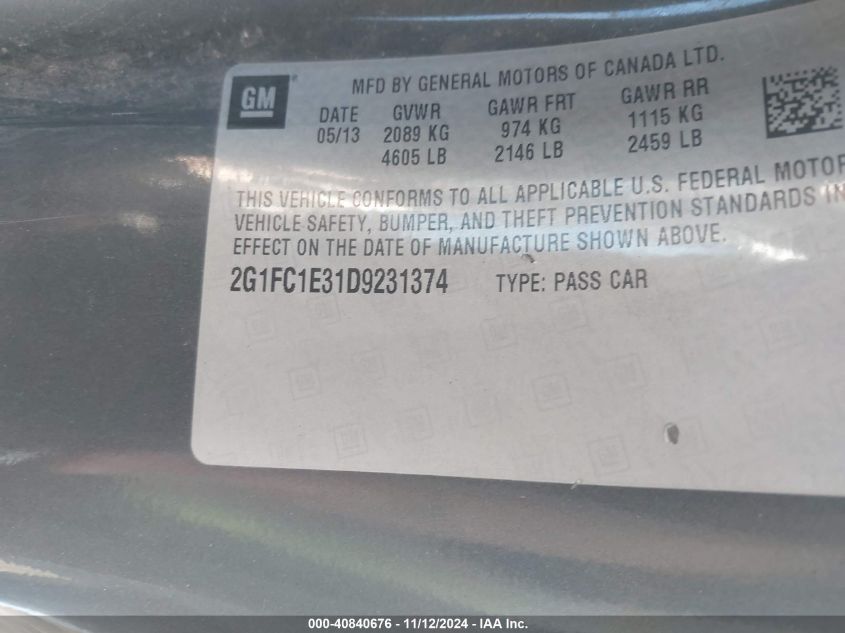 GM®
MFD BY GENERAL MOTORS OF CANADA LTD.
DATE GVWR GAWR FRT GAWR RR
05/13 2089 KG 974 KG 1115 KG
4605 LB 2146 LB 2459 LB
THIS VEHICLE CONFORMS TO ALL APPLICABLE U.S. FEDERAL MOTOR
VEHICLE SAFETY, BUMPER, AND THEFT PREVENTION STANDARDS IN
EFFECT ON THE DATE OF MANUFACTURE SHOWN ABOVE.
2G1FC1E31D9231374 TYPE: PASS CAR
000-40840676 - 11/12/2024 - IAA Inc.